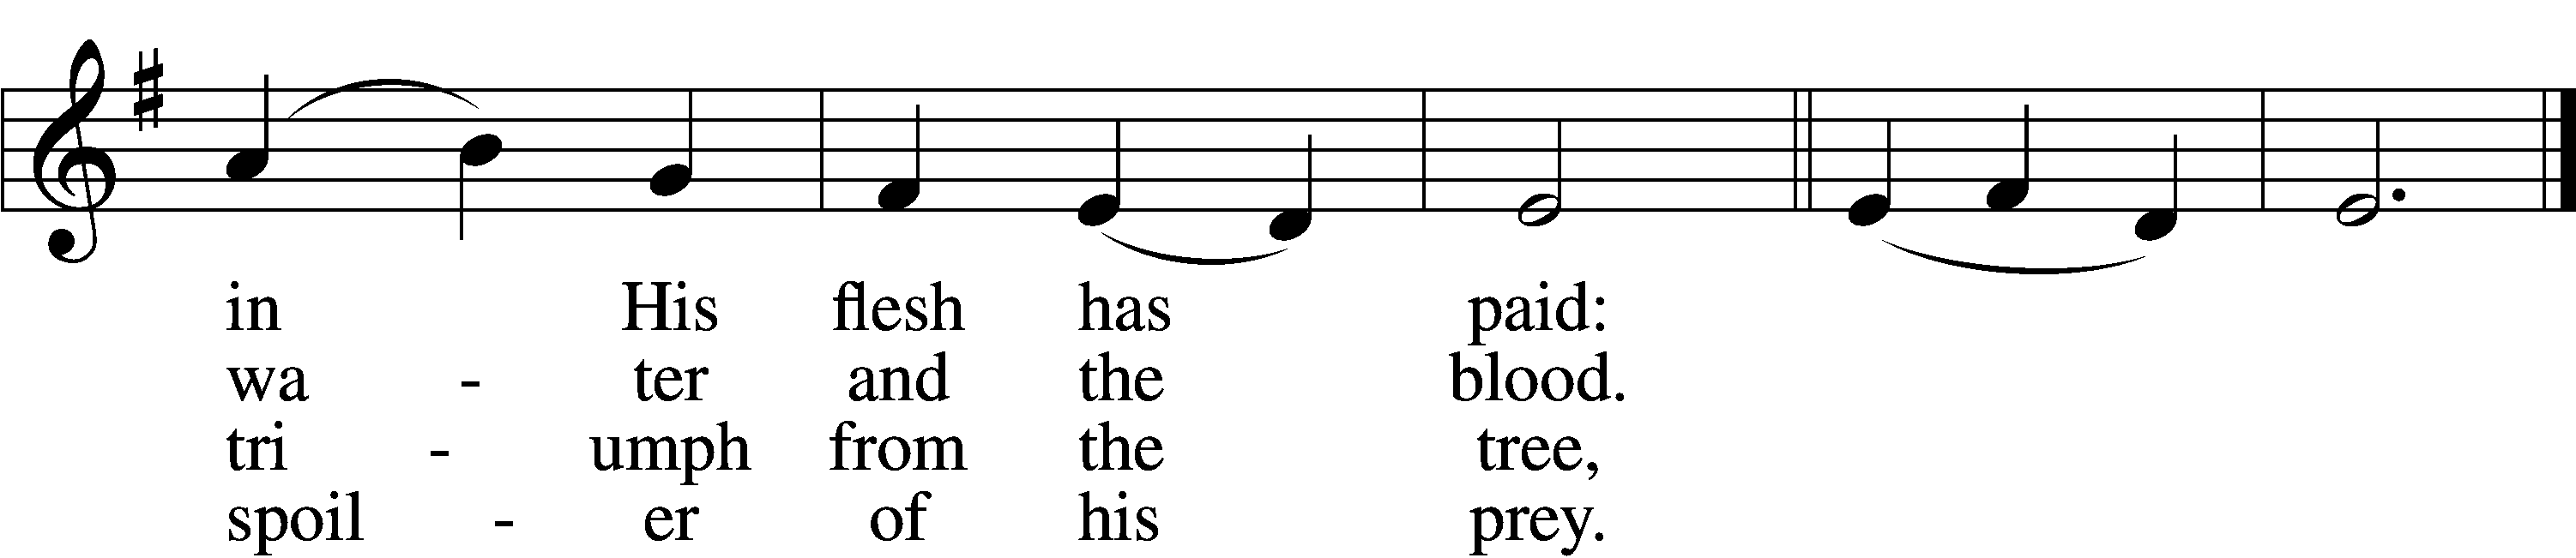 in His flesh has paid:
wa - ter and the blood.
tri - umph from the tree,
spoil - er of his prey.